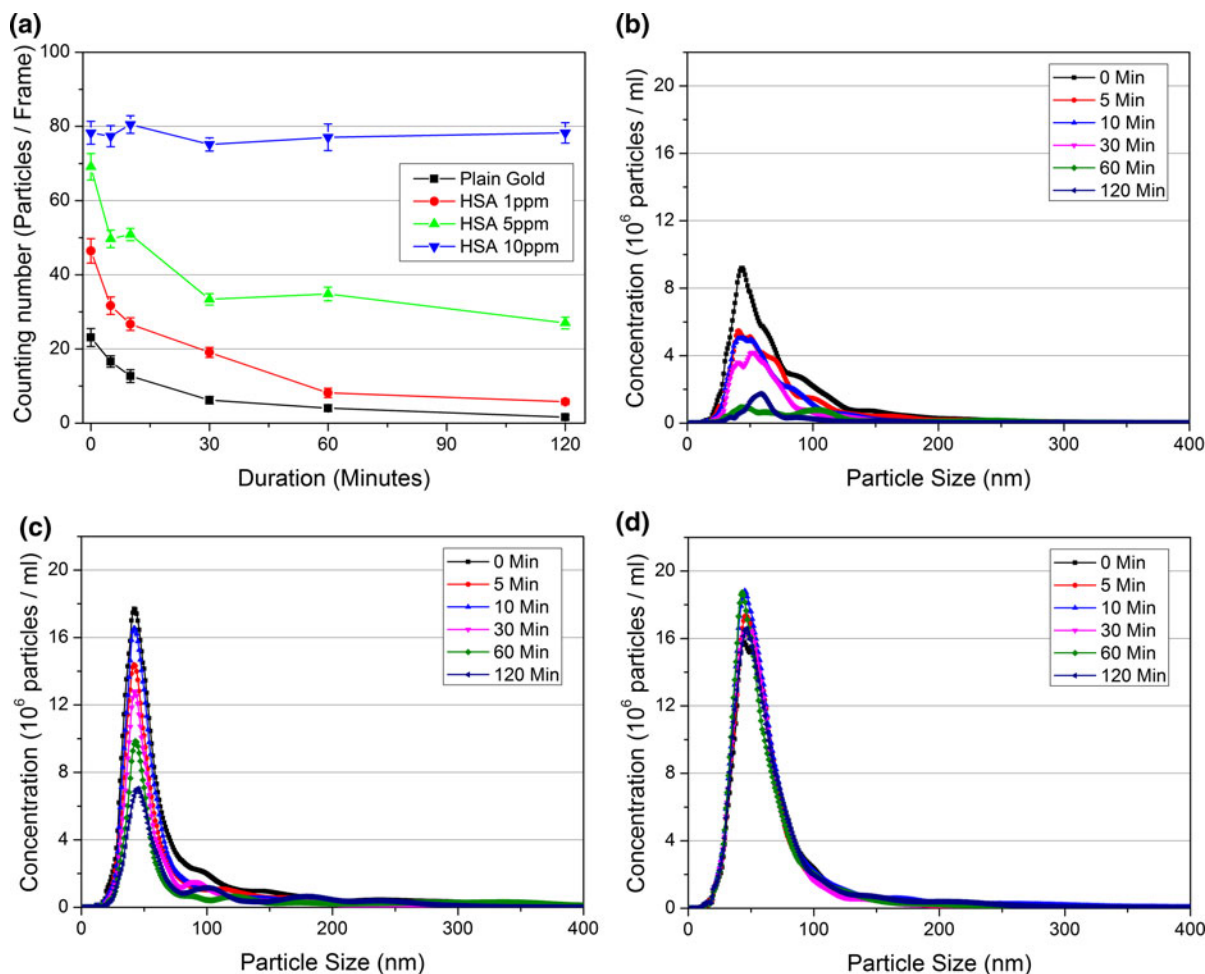 (a)
100
80
60
40
20
0
Counting number (Particles / Frame)
Plain Gold
HSA 1ppm
HSA 5ppm
HSA 10ppm
0 30 60 90 120
Duration (Minutes)
(b)
20
16
12
8
4
0
Concentration (10⁶ particles / ml)
0 Min
5 Min
10 Min
30 Min
60 Min
120 Min
0 100 200 300 400
Particle Size (nm)
(c)
20
16
12
8
4
0
Concentration (10⁶ particles / ml)
0 Min
5 Min
10 Min
30 Min
60 Min
120 Min
0 100 200 300 400
Particle Size (nm)
(d)
20
16
12
8
4
0
Concentration (10⁶ particles / ml)
0 Min
5 Min
10 Min
30 Min
60 Min
120 Min
0 100 200 300 400
Particle Size (nm)